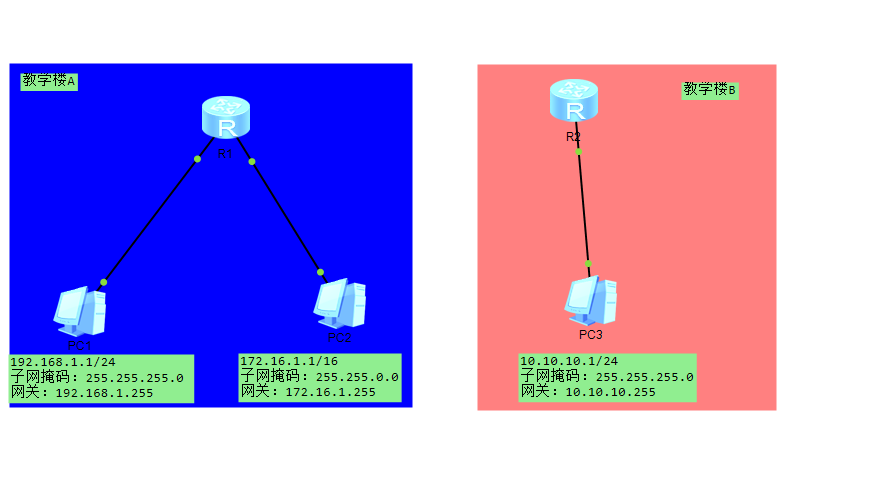 教学楼A
R
R1
PC1
192.168.1.1/24
子网掩码：255.255.255.0
网关：192.168.1.255
PC2
172.16.1.1/16
子网掩码：255.255.0.0
网关：172.16.1.255
教学楼B
R
R2
PC3
10.10.10.1/24
子网掩码：255.255.255.0
网关：10.10.10.255